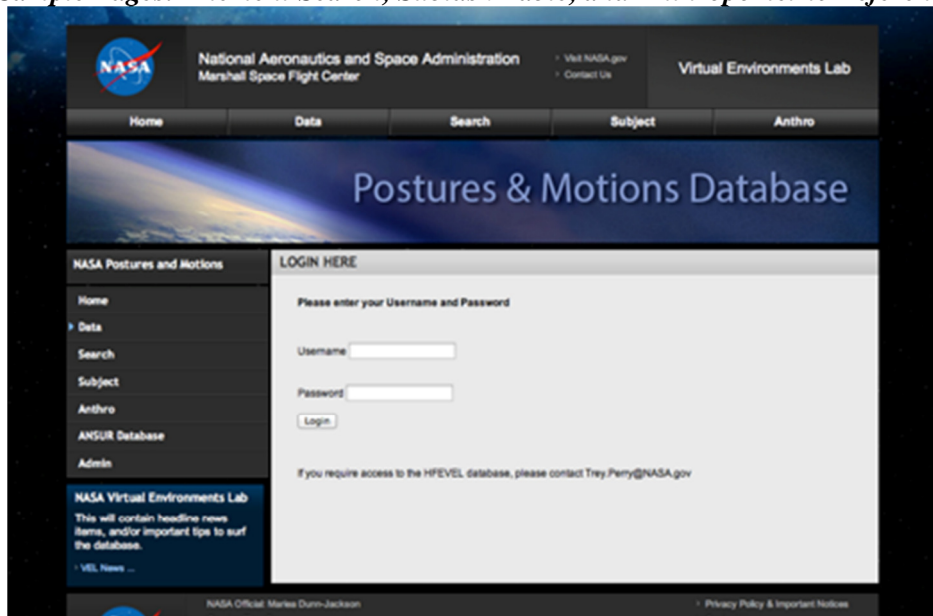 NASA
National Aeronautics and Space Administration
Marshall Space Flight Center
Visit NASA.gov
Contact Us
Virtual Environments Lab
Home Data Search Subject Anthro
Postures & Motions Database
NASA Postures and Motions
Home
Data
Search
Subject
Anthro
ANSUR Database
Admin
NASA Virtual Environments Lab
This will contain headline news
items, and/or important tips to surf
the database.
VEL News ...
LOGIN HERE
Please enter your Username and Password
Username
Password
Login
If you require access to the HFEVEL database, please contact Trey.Perry@NASA.gov
NASA Official: Marlea Dunn-Jackson
Privacy Policy & Important Notices